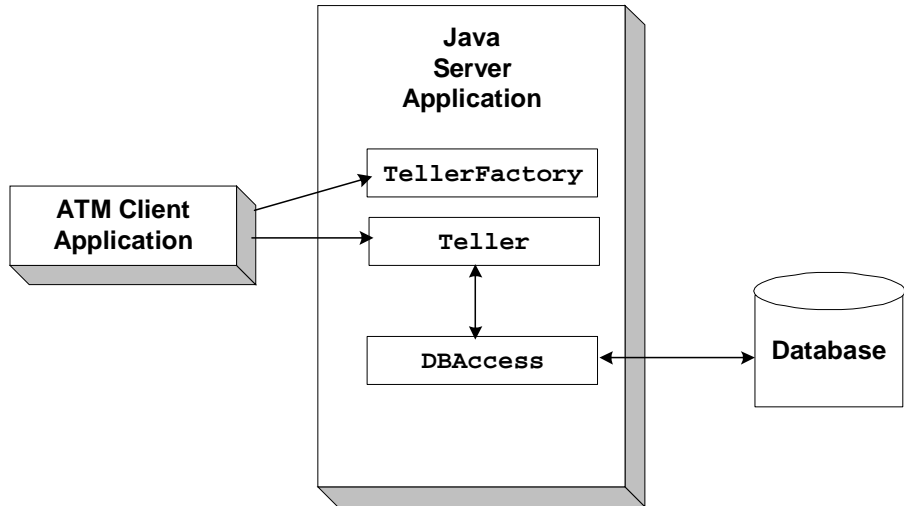 Java
Server
Application
TellerFactory
ATM Client
Application
Teller
DBAccess
Database